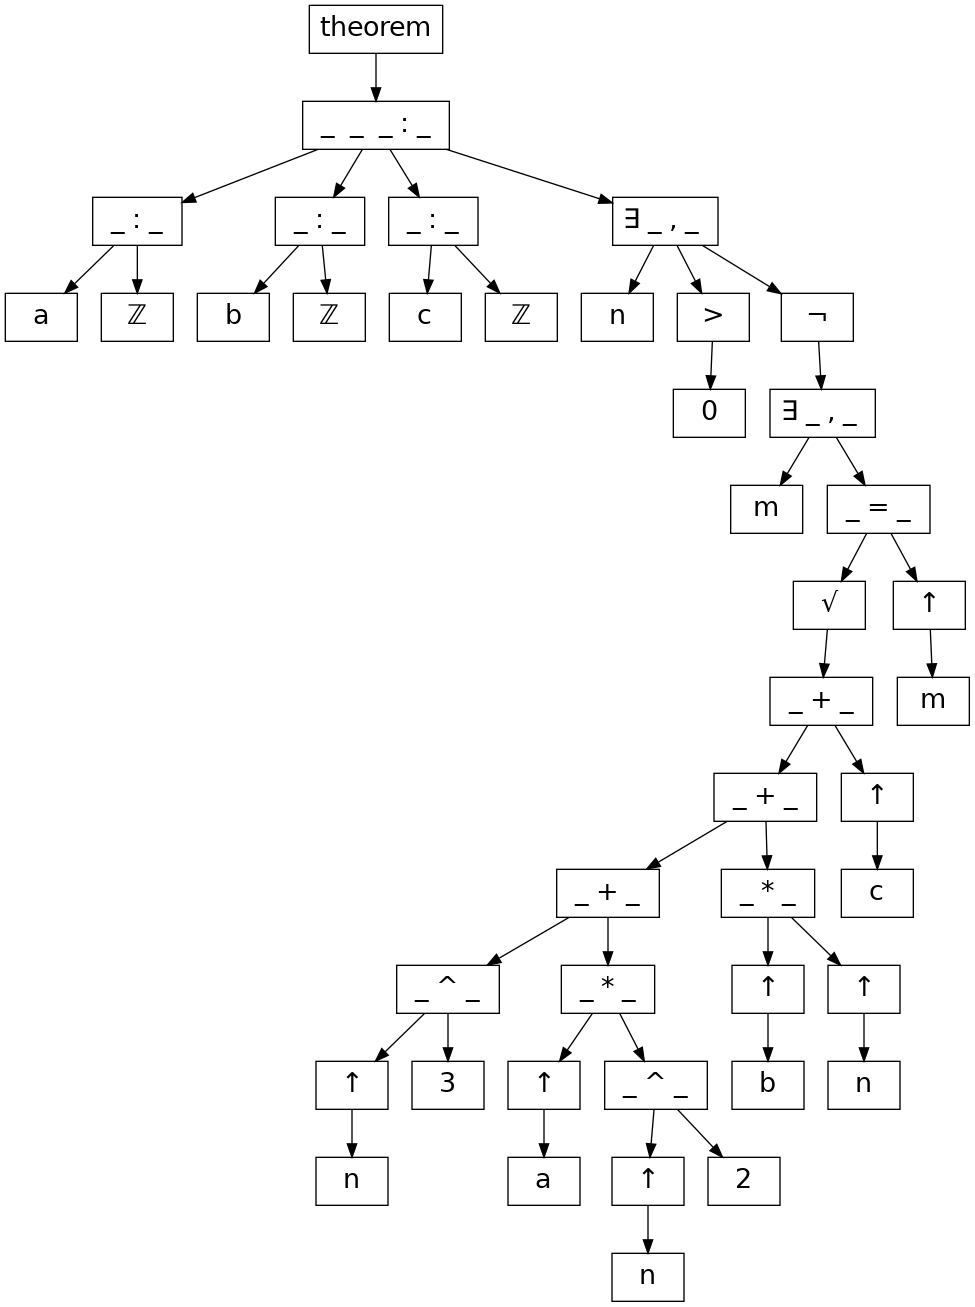 theorem
_ _ _ : _
_ : _ _ : _ _ : _ ∃ _ , _
a ℤ b ℤ c ℤ n > ¬
0 ∃ _ , _
m _ = _
√ ↑
_ + _ m
_ + _ ↑
_ + _ _ * _ c
_ ^ _ _ * _ ↑ ↑
↑ 3 ↑ _ ^ _ b n
n a ↑ 2
n